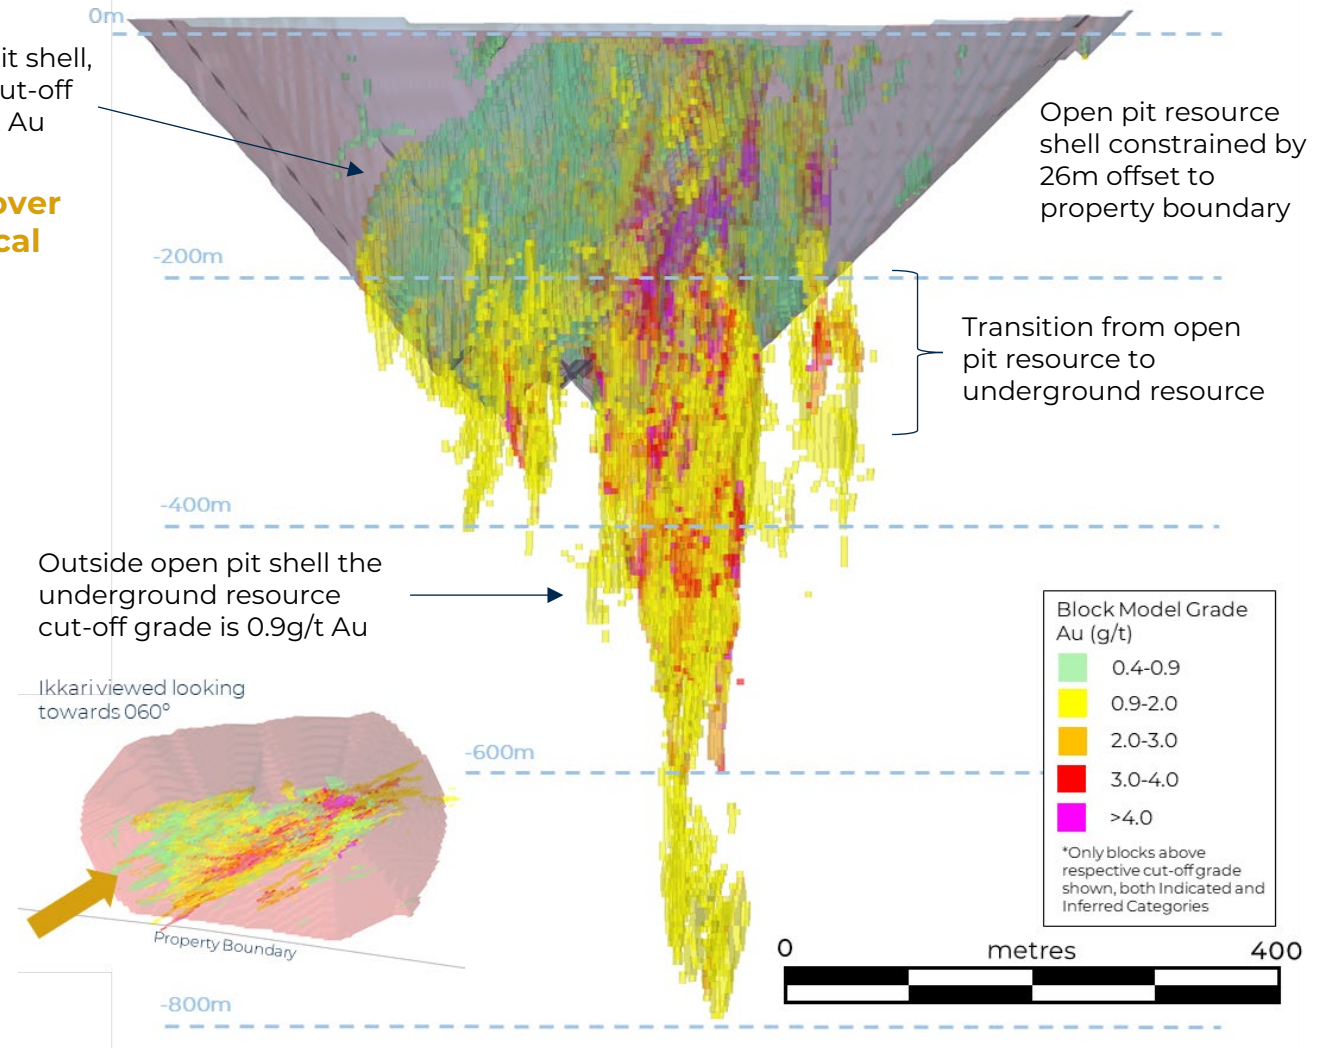 0m
it shell,
ut-off
Au
over
cal
Open pit resource
shell constrained by
26m offset to
property boundary
-200m
Transition from open
pit resource to
underground resource
-400m
Outside open pit shell the
underground resource
cut-off grade is 0.9g/t Au
Ikkari viewed looking
towards 060°
-600m
Property Boundary
Block Model Grade
Au (g/t)
0.4-0.9
0.9-2.0
2.0-3.0
3.0-4.0
>4.0
*Only blocks above
respective cut-off grade
shown, both Indicated and
Inferred Categories
0 metres 400
-800m